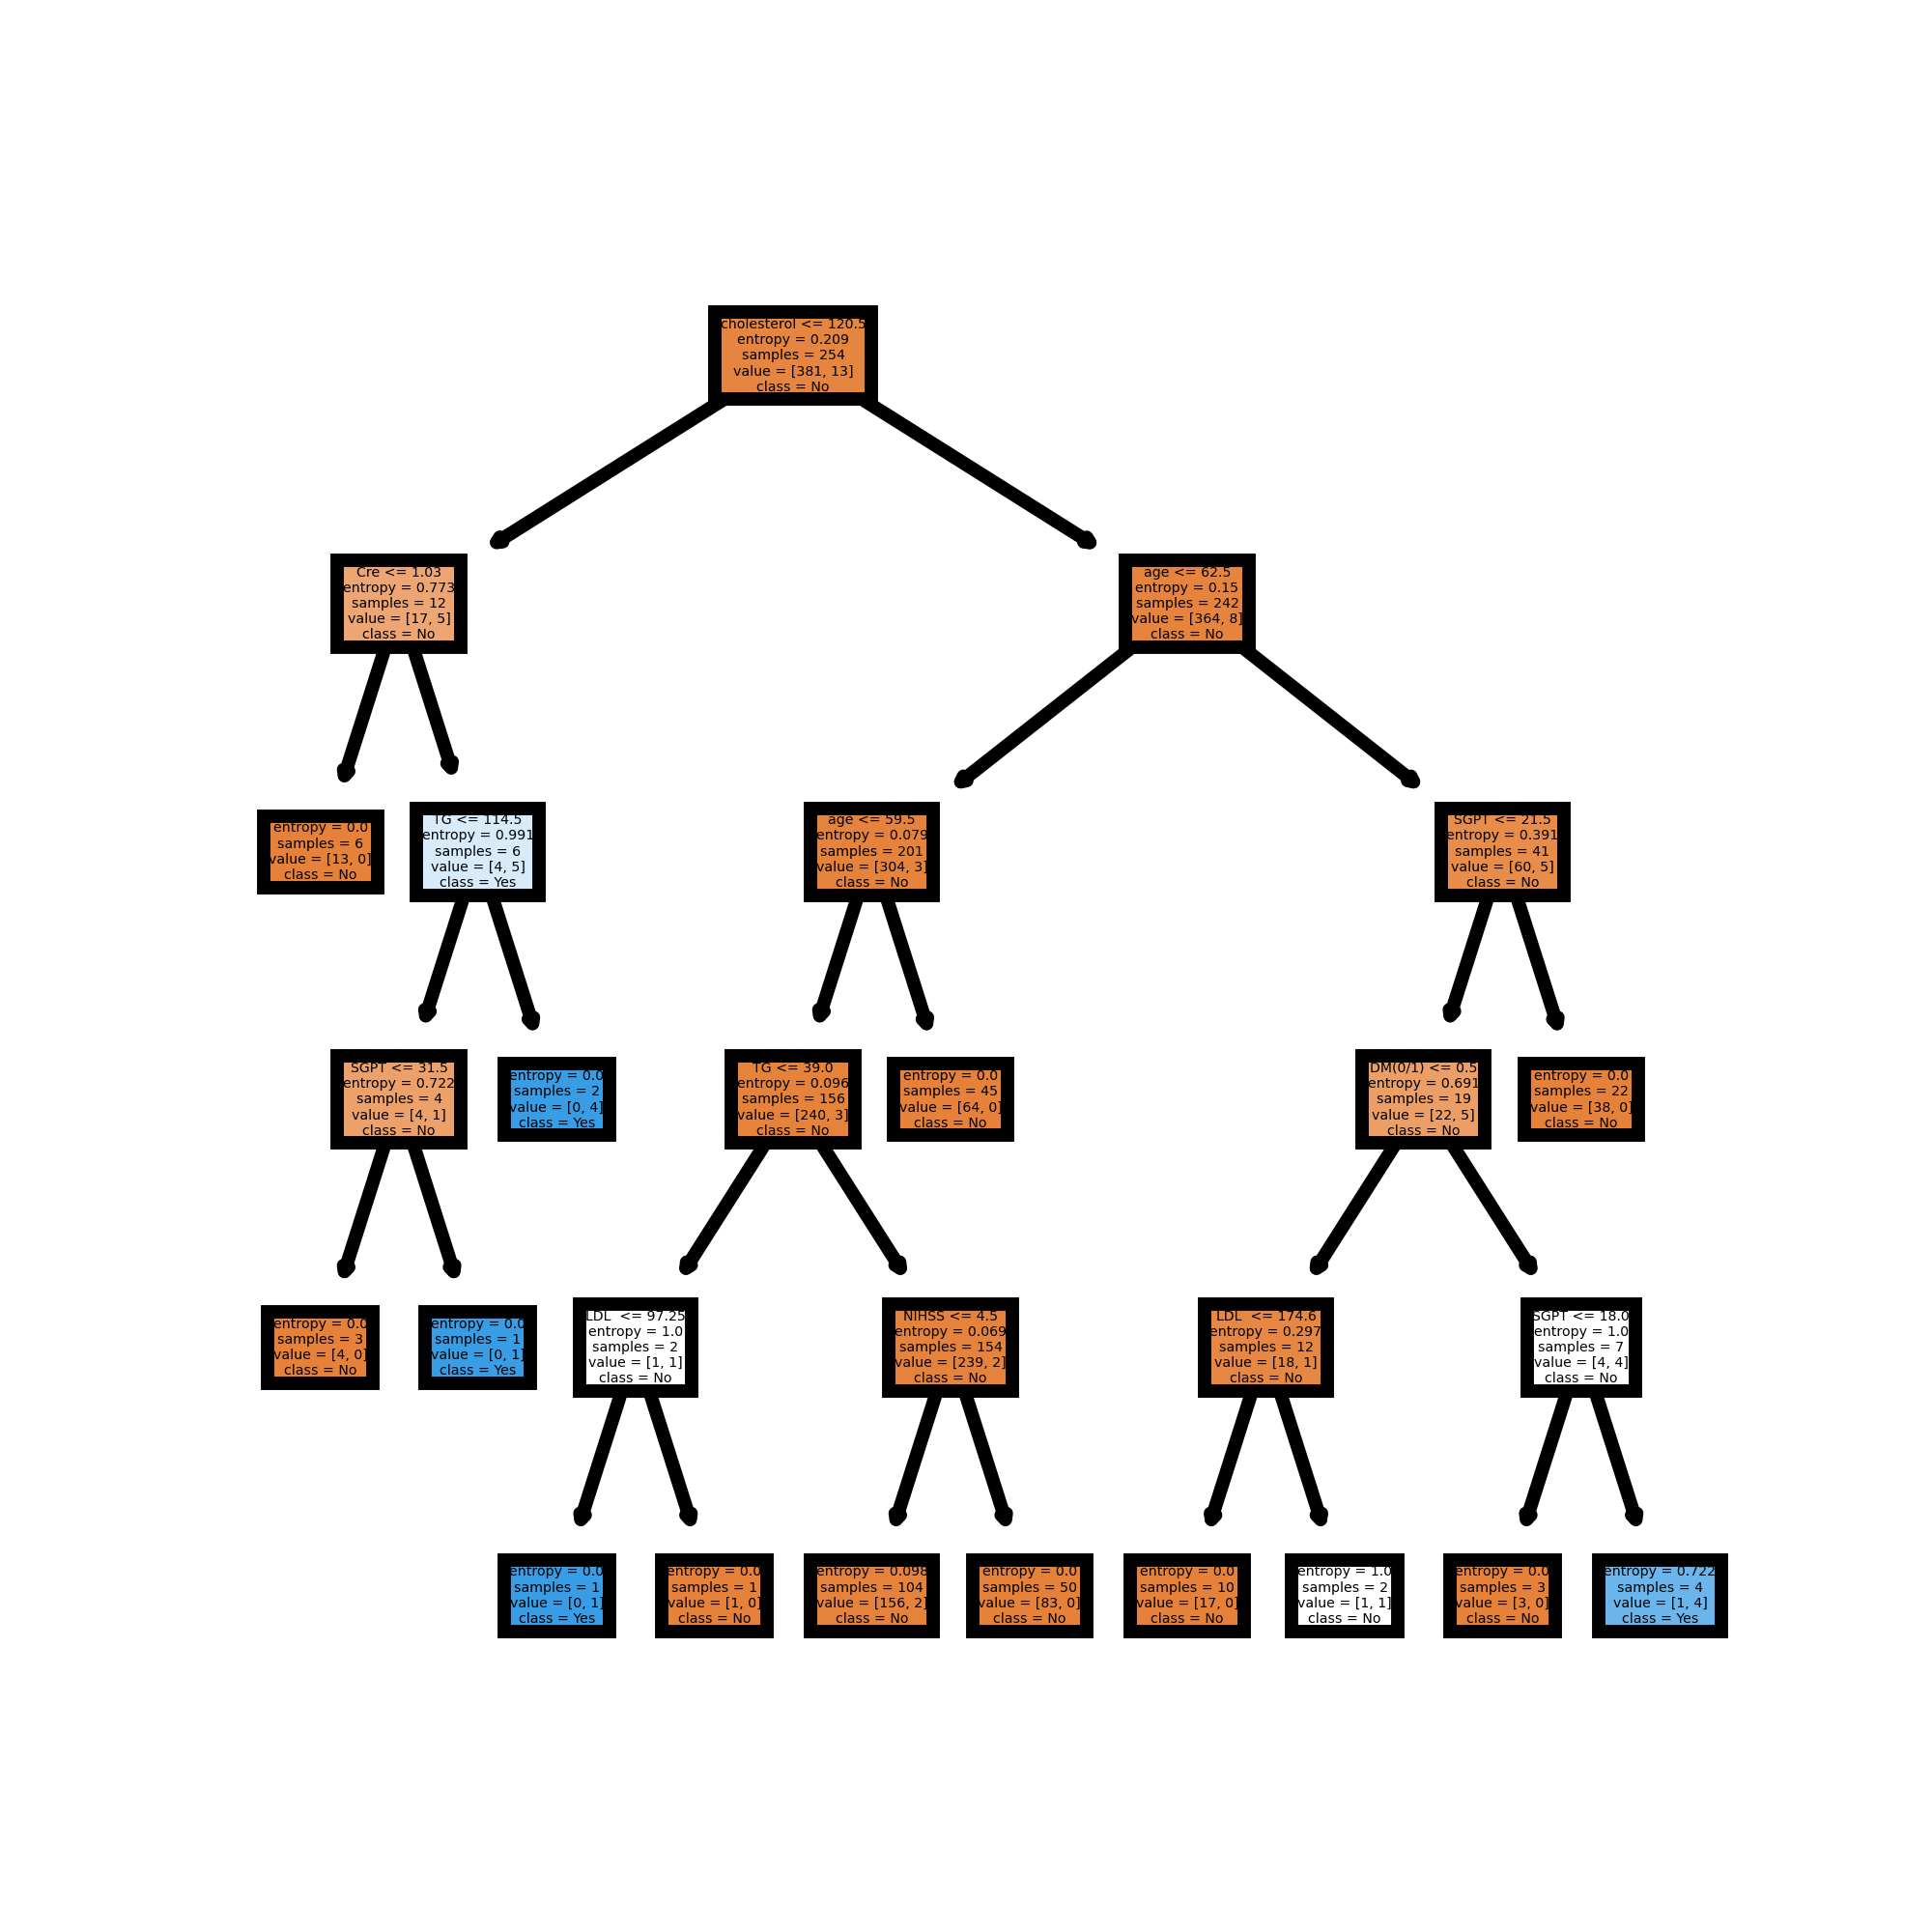 cholesterol <= 120.5
entropy = 0.209
samples = 254
value = [381, 13]
class = No
Cre <= 1.03
entropy = 0.773
samples = 12
value = [17, 5]
class = No
age <= 62.5
entropy = 0.15
samples = 242
value = [364, 8]
class = No
entropy = 0.0
samples = 6
value = [13, 0]
class = No
TG <= 114.5
entropy = 0.991
samples = 6
value = [4, 5]
class = Yes
age <= 59.5
entropy = 0.079
samples = 201
value = [304, 3]
class = No
SGPT <= 21.5
entropy = 0.391
samples = 41
value = [60, 5]
class = No
SGPT <= 31.5
entropy = 0.722
samples = 4
value = [4, 1]
class = No
entropy = 0.0
samples = 2
value = [0, 4]
class = Yes
TG <= 39.0
entropy = 0.096
samples = 156
value = [240, 3]
class = No
entropy = 0.0
samples = 45
value = [64, 0]
class = No
DM(0/1) <= 0.5
entropy = 0.691
samples = 19
value = [22, 5]
class = No
entropy = 0.0
samples = 22
value = [38, 0]
class = No
entropy = 0.0
samples = 3
value = [4, 0]
class = No
entropy = 0.0
samples = 1
value = [0, 1]
class = Yes
LDL  <= 97.25
entropy = 1.0
samples = 2
value = [1, 1]
class = No
NIHSS <= 4.5
entropy = 0.069
samples = 154
value = [239, 2]
class = No
LDL  <= 174.6
entropy = 0.297
samples = 12
value = [18, 1]
class = No
SGPT <= 18.0
entropy = 1.0
samples = 7
value = [4, 4]
class = No
entropy = 0.0
samples = 1
value = [0, 1]
class = Yes
entropy = 0.0
samples = 1
value = [1, 0]
class = No
entropy = 0.098
samples = 104
value = [156, 2]
class = No
entropy = 0.0
samples = 50
value = [83, 0]
class = No
entropy = 0.0
samples = 10
value = [17, 0]
class = No
entropy = 1.0
samples = 2
value = [1, 1]
class = No
entropy = 0.0
samples = 3
value = [3, 0]
class = No
entropy = 0.722
samples = 4
value = [1, 4]
class = Yes